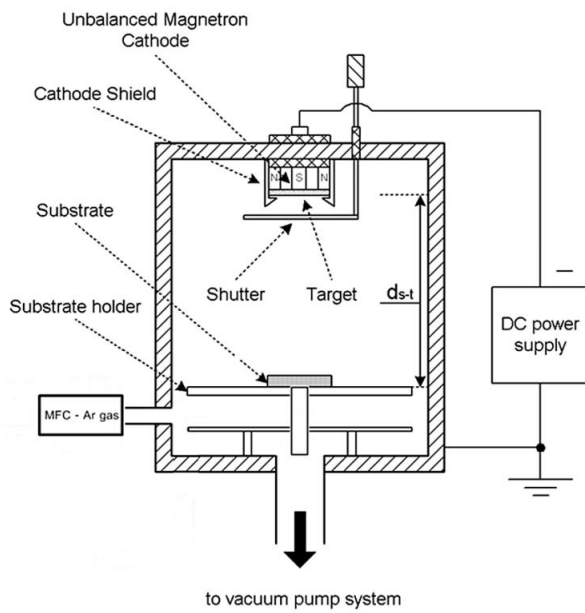 Unbalanced Magnetron
Cathode
Cathode Shield
N S N
Substrate
Shutter
Target
ds-t
Substrate holder
DC power
supply
MFC - Ar gas
to vacuum pump system